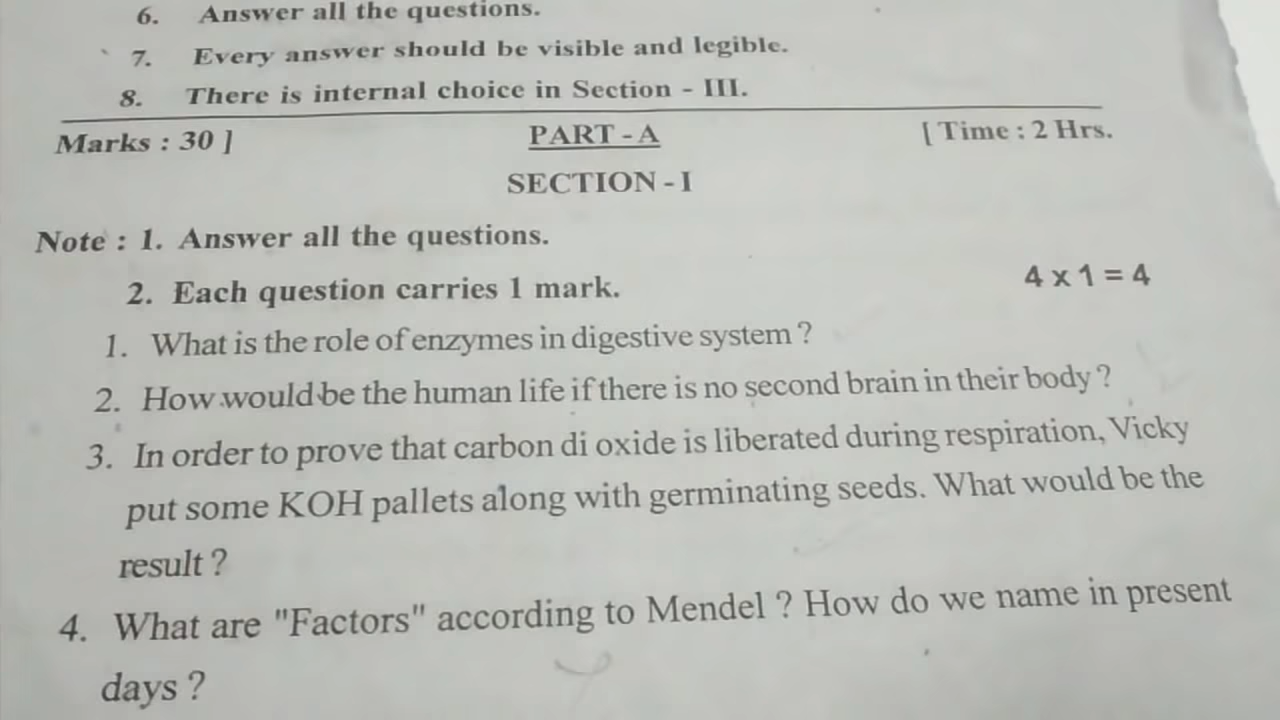 6. Answer all the questions.
7. Every answer should be visible and legible.
8. There is internal choice in Section - III.
Marks : 30 ] PART - A [ Time : 2 Hrs.
SECTION - I
Note : 1. Answer all the questions.
2. Each question carries 1 mark. 4 x 1 = 4
1. What is the role of enzymes in digestive system ?
2. How would be the human life if there is no second brain in their body ?
3. In order to prove that carbon di oxide is liberated during respiration, Vicky
put some KOH pallets along with germinating seeds. What would be the
result ?
4. What are "Factors" according to Mendel ? How do we name in present
days ?